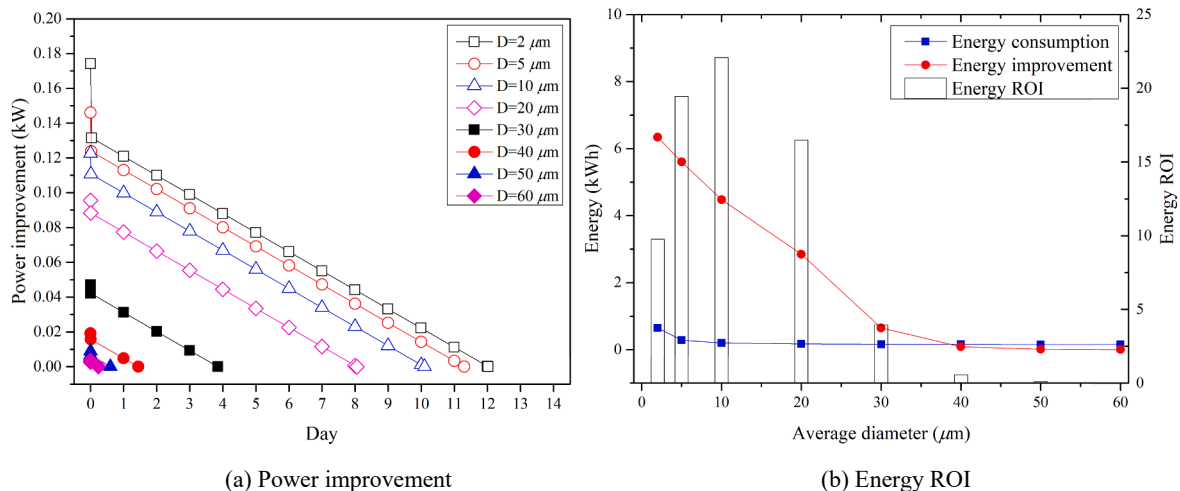 0.20
0.18
0.16
0.14
0.12
0.10
0.08
0.06
0.04
0.02
0.00
Power improvement (kW)
0 1 2 3 4 5 6 7 8 9 10 11 12 13 14
Day
D=2 μm
D=5 μm
D=10 μm
D=20 μm
D=30 μm
D=40 μm
D=50 μm
D=60 μm
(a) Power improvement
10
8
6
4
2
0
Energy (kWh)
0 10 20 30 40 50 60
Average diameter (μm)
Energy consumption
Energy improvement
Energy ROI
25
20
15
10
5
0
Energy ROI
(b) Energy ROI